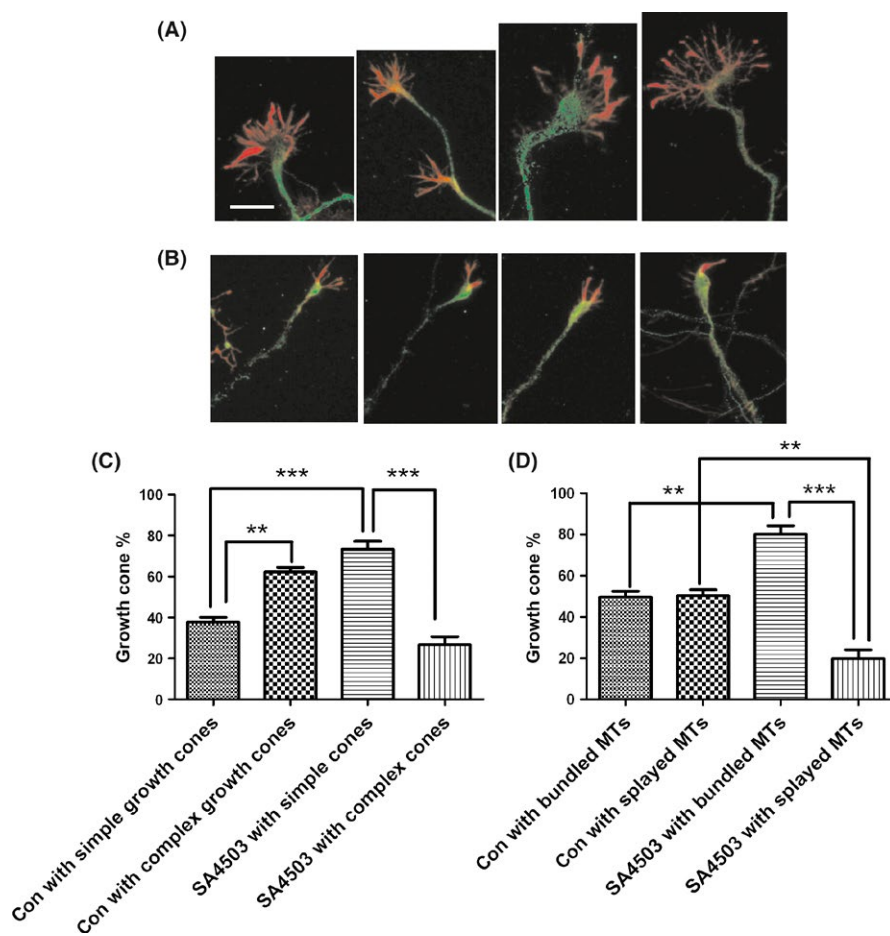 (A)
(B)
(C)
*** ***
**
Growth cone %
100
80
60
40
20
0
Con with simple growth cones
Con with complex growth cones
SA4503 with simple cones
SA4503 with complex cones
(D)
**
** ***
Growth cone %
100
80
60
40
20
0
Con with bundled MTs
Con with splayed MTs
SA4503 with bundled MTs
SA4503 with splayed MTs